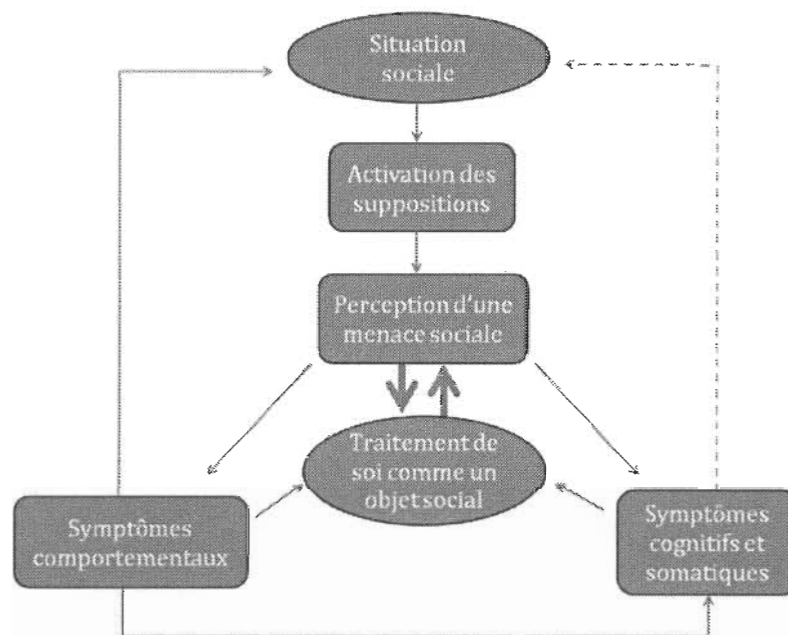 Situation
sociale
Activation des
suppositions
Perception d'une
menace sociale
Traitement de
soi comme un
objet social
Symptômes
comportementaux
Symptômes
cognitifs et
somatiques